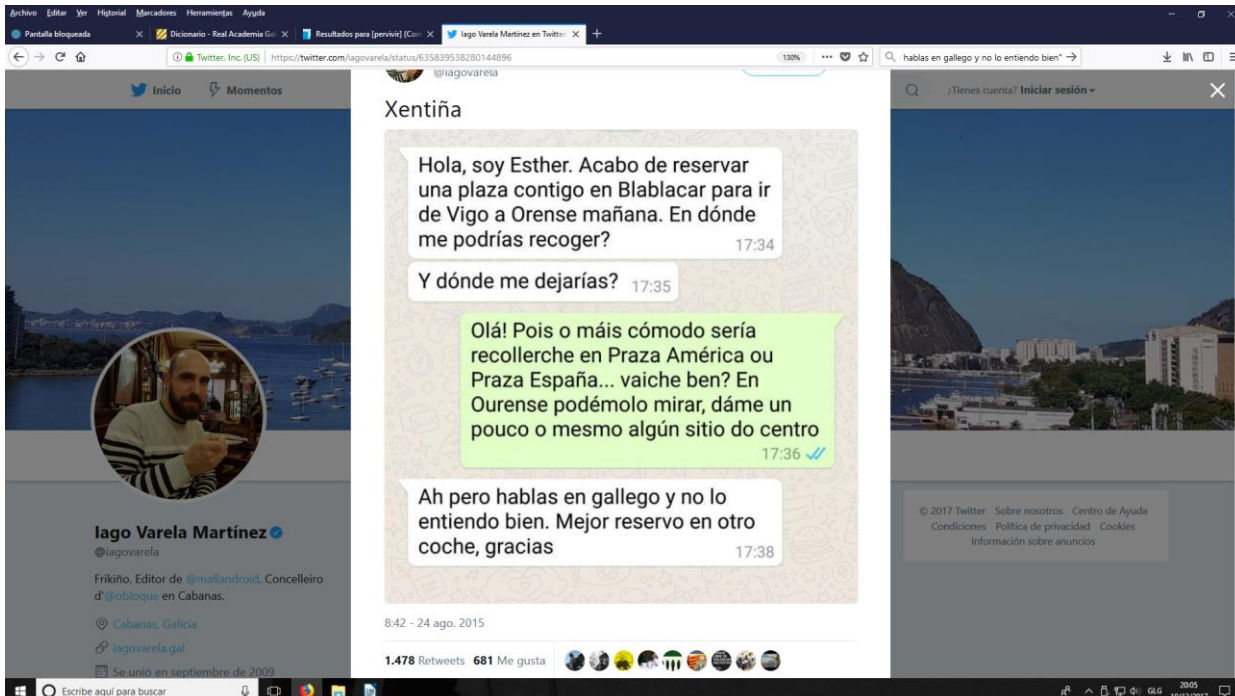 Archivo Editar Ver Historial Marcadores Herramientas Ayuda
Pantalla bloqueada
Dicionario - Real Academia Gal
Resultados para [pervivir] (Corr
Iago Varela Martínez en Twitter:
Twitter, Inc. (US)
https://twitter.com/iagovarela/status/635839538280144896
130%
hablas en gallego y no lo entiendo bien"
Inicio
Momentos
@iagovarela
¿Tienes cuenta? Iniciar sesión
Xentiña
Hola, soy Esther. Acabo de reservar
una plaza contigo en Blablacar para ir
de Vigo a Orense mañana. En dónde
me podrías recoger?
17:34
Y dónde me dejarías?
17:35
Olá! Pois o máis cómodo sería
recollerche en Praza América ou
Praza España... vaiche ben? En
Ourense podémolo mirar, dáme un
pouco o mesmo algún sitio do centro
17:36
Ah pero hablas en gallego y no lo
entiendo bien. Mejor reservo en otro
coche, gracias
17:38
8:42 - 24 ago. 2015
1.478 Retweets 681 Me gusta
Iago Varela Martínez
@iagovarela
Frikiño. Editor de @mallandroid. Concelleiro
d'@obloque en Cabanas.
Cabanas, Galicia
iagovarela.gal
Se unió en septiembre de 2009
© 2017 Twitter Sobre nosotros Centro de Ayuda
Condiciones Política de privacidad Cookies
Información sobre anuncios
Escribe aquí para buscar
GLG
20:05
10/12/2017